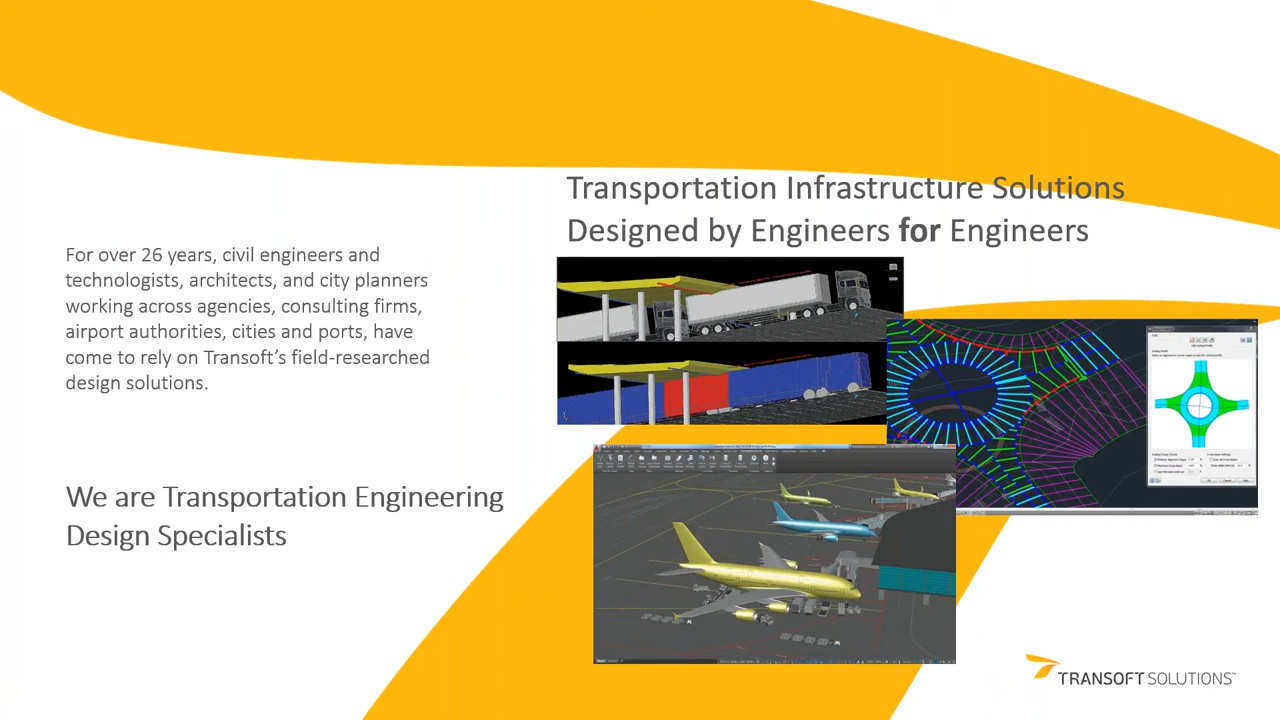 Transportation Infrastructure Solutions
Designed by Engineers for Engineers
For over 26 years, civil engineers and
technologists, architects, and city planners
working across agencies, consulting firms,
airport authorities, cities and ports, have
come to rely on Transoft's field-researched
design solutions.
We are Transportation Engineering
Design Specialists
TRANSOFT SOLUTIONS™